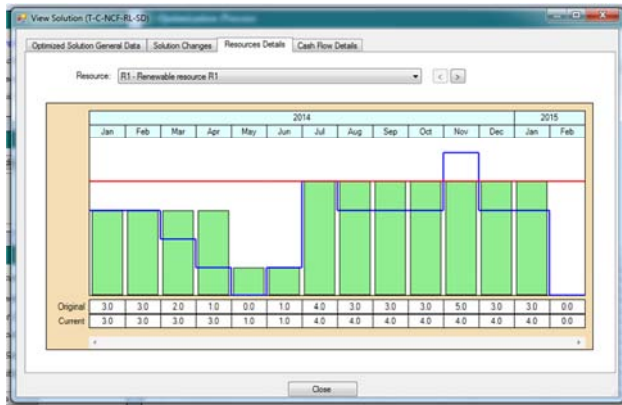 View Solution (T-C-NCF-RL-SD)
Optimized Solution General Data Solution Changes Resources Details Cash Flow Details
Resource: R1 - Renewable resource R1 < >
2014 2015
Jan Feb Mar Apr May Jun Jul Aug Sep Oct Nov Dec Jan Feb
Original 3.0 3.0 2.0 1.0 0.0 1.0 4.0 3.0 3.0 3.0 5.0 3.0 3.0 0.0
Current 3.0 3.0 3.0 3.0 1.0 1.0 4.0 4.0 4.0 4.0 4.0 4.0 4.0 0.0
Close